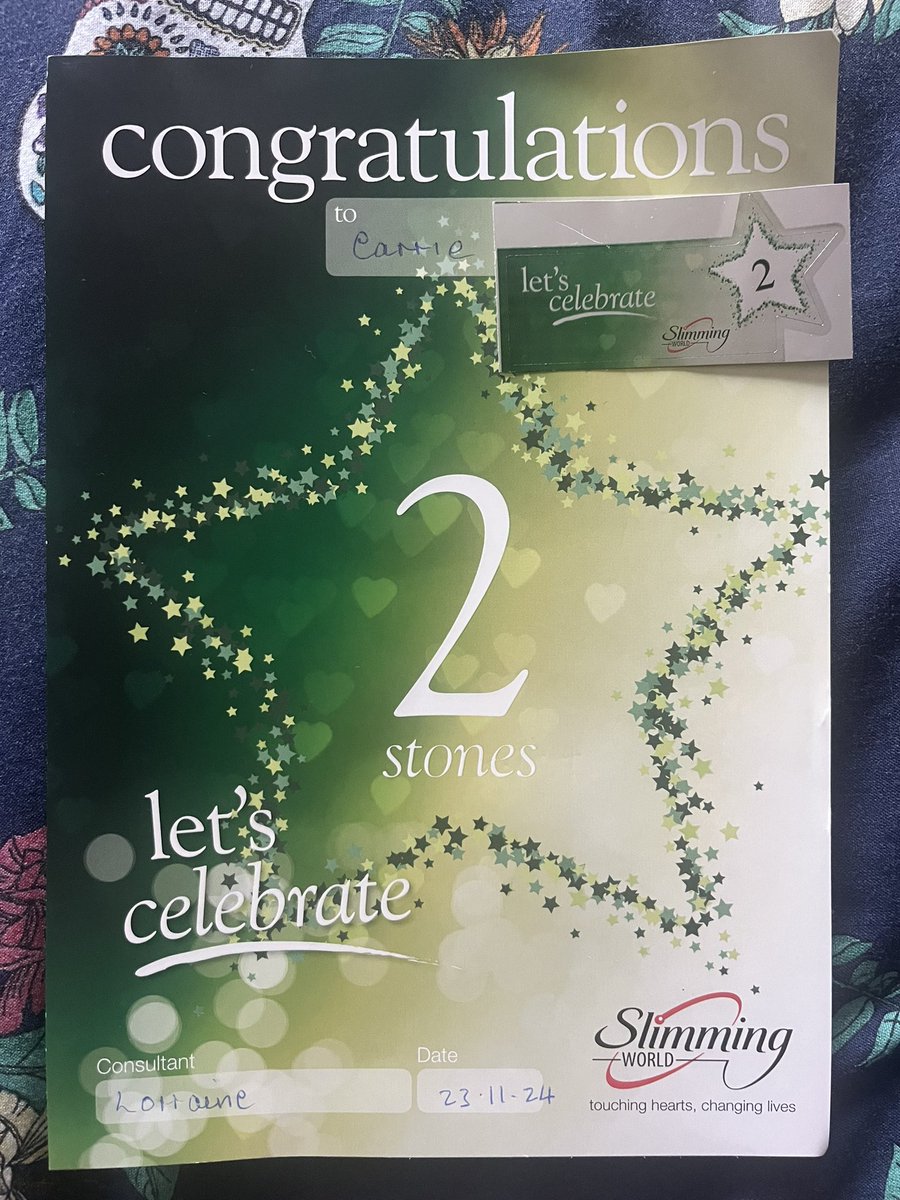 congratulations
to
Carrie
let's
celebrate
2
Slimming
WORLD
2
stones
let's
celebrate
Slimming
WORLD
touching hearts, changing lives
Consultant
Lorraine
Date
23.11.24